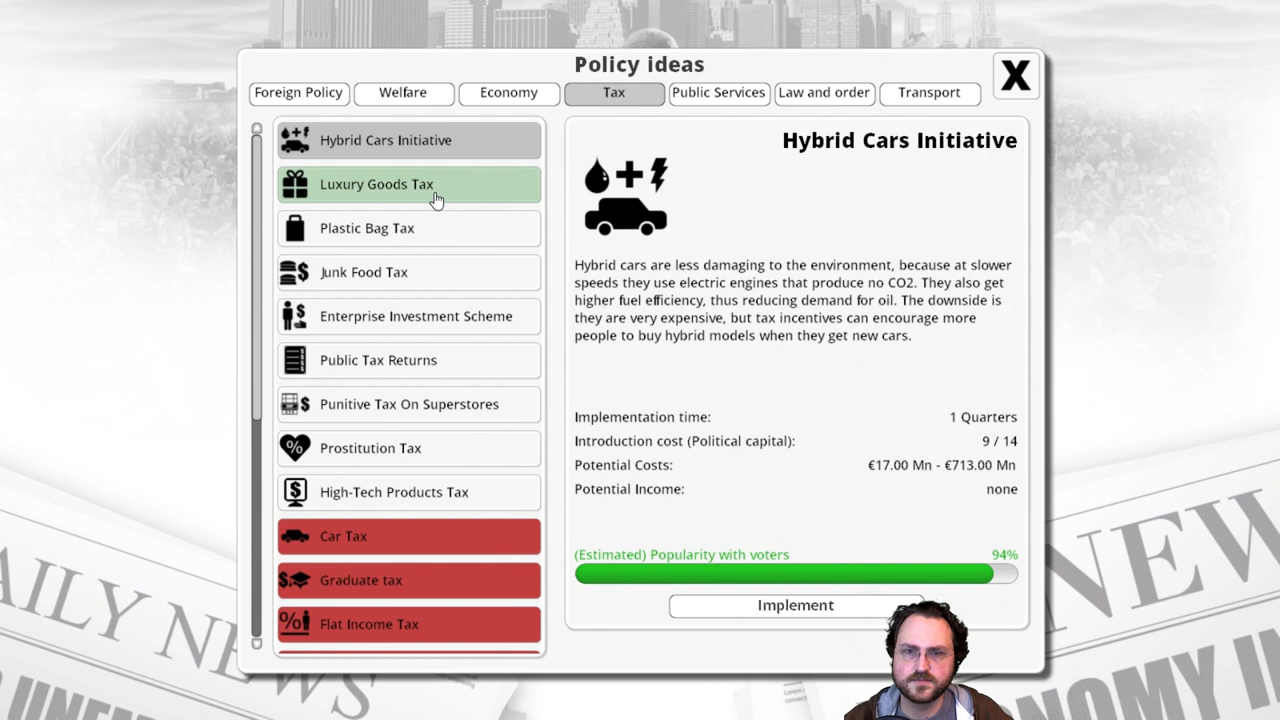 Policy ideas
X
Foreign Policy
Welfare
Economy
Tax
Public Services
Law and order
Transport
Hybrid Cars Initiative
Luxury Goods Tax
Plastic Bag Tax
Junk Food Tax
Enterprise Investment Scheme
Public Tax Returns
Punitive Tax On Superstores
Prostitution Tax
High-Tech Products Tax
Car Tax
Graduate tax
Flat Income Tax
Hybrid Cars Initiative
Hybrid cars are less damaging to the environment, because at slower
speeds they use electric engines that produce no CO2. They also get
higher fuel efficiency, thus reducing demand for oil. The downside is
they are very expensive, but tax incentives can encourage more
people to buy hybrid models when they get new cars.
Implementation time: 1 Quarters
Introduction cost (Political capital): 9 / 14
Potential Costs: €17.00 Mn - €713.00 Mn
Potential Income: none
(Estimated) Popularity with voters 94%
Implement